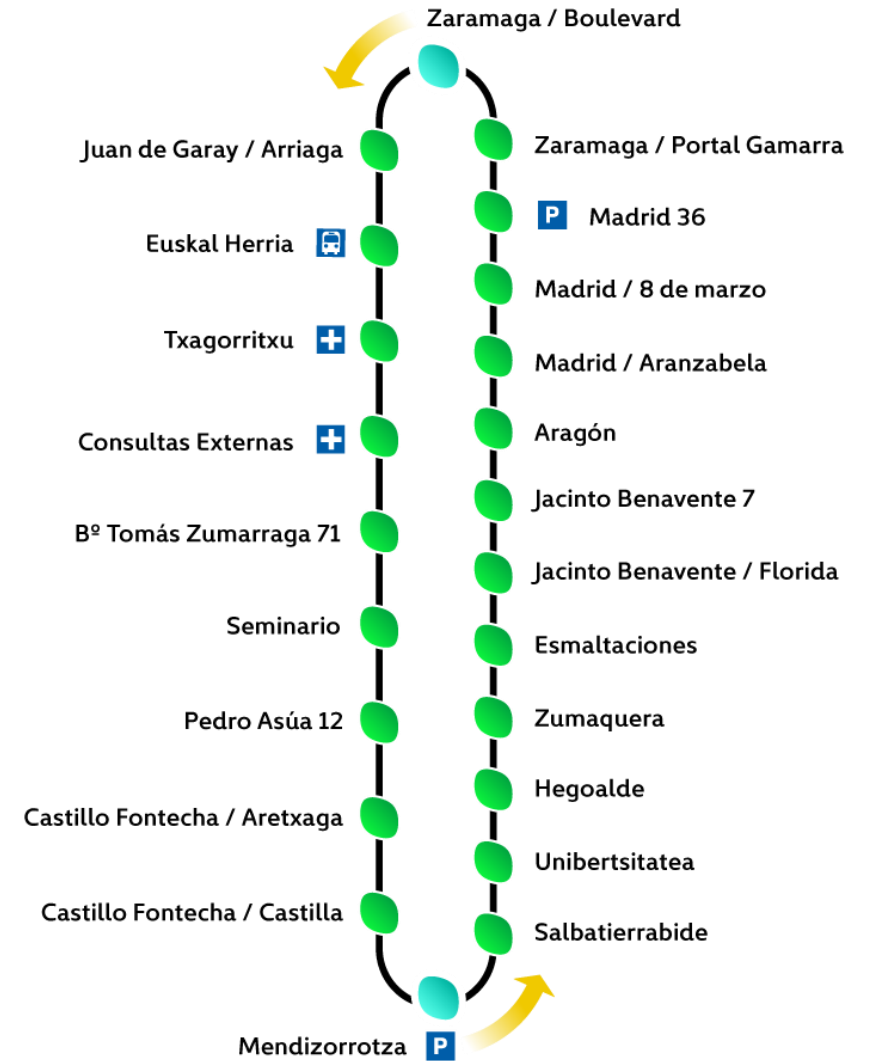 Zaramaga / Boulevard
Juan de Garay / Arriaga
Euskal Herria
Txagorritxu
Consultas Externas
Bº Tomás Zumarraga 71
Seminario
Pedro Asúa 12
Castillo Fontecha / Aretxaga
Castillo Fontecha / Castilla
Zaramaga / Portal Gamarra
P Madrid 36
Madrid / 8 de marzo
Madrid / Aranzabela
Aragón
Jacinto Benavente 7
Jacinto Benavente / Florida
Esmaltaciones
Zumaquera
Hegoalde
Unibertsitatea
Salbatierrabide
Mendizorrotza P